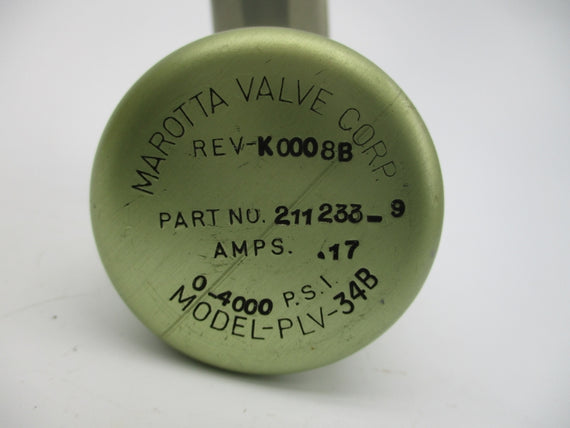 MAROTTA VALVE CORP.
REV-K0008B
PART NO. 211233-9
AMPS. .17
0-4000 P.S.I.
MODEL-PLV-34B